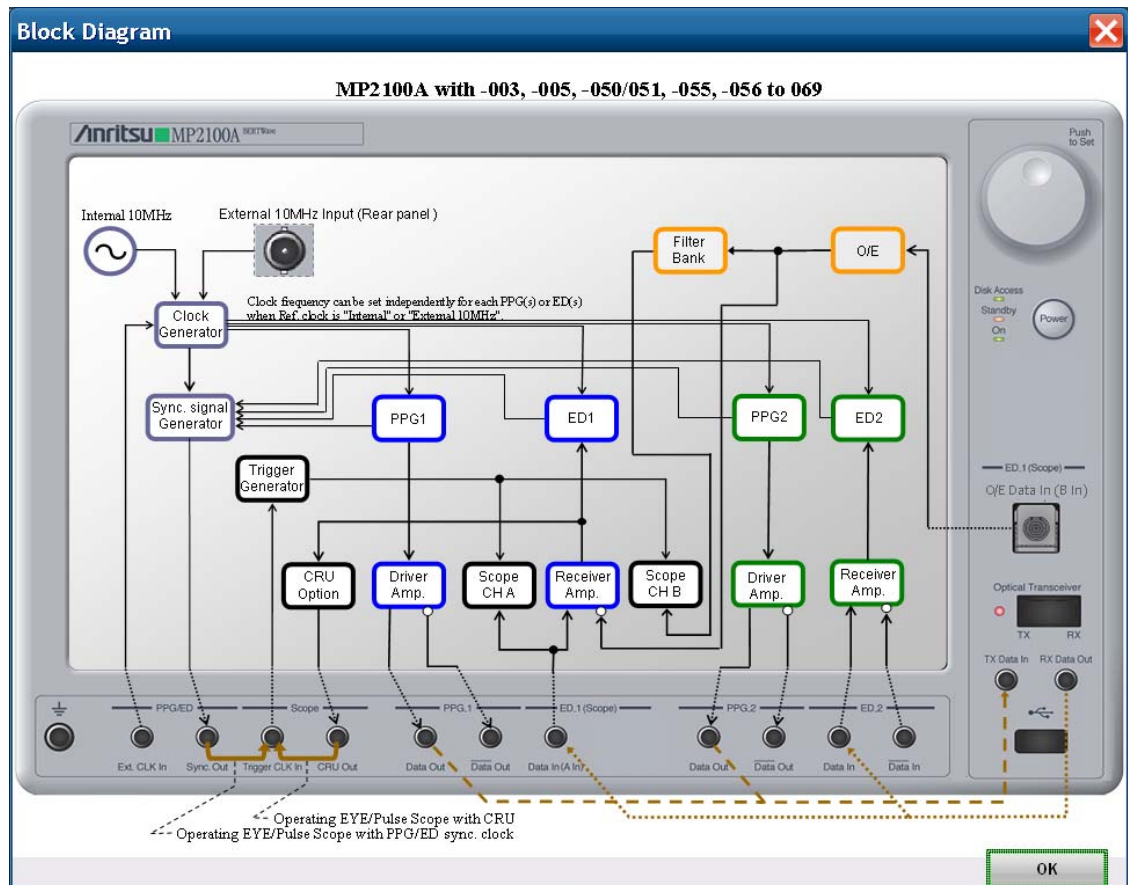 Block Diagram
MP2100A with -003, -005, -050/051, -055, -056 to 069
Anritsu MP2100A BERTWave
Push
to Set
Internal 10MHz
External 10MHz Input (Rear panel )
Filter
Bank
O/E
Clock
Generator
Clock frequency can be set independently for each PPG(s) or ED(s)
when Ref. clock is "Internal" or "External 10MHz".
Disk Access
Standby
On
Power
Sync. signal
Generator
PPG1
ED1
PPG2
ED2
Trigger
Generator
ED.1 (Scope)
O/E Data In (B In)
CRU
Option
Driver
Amp.
Scope
CH A
Receiver
Amp.
Scope
CH B
Driver
Amp.
Receiver
Amp.
Optical Transceiver
TX RX
TX Data In RX Data Out
PPG/ED
Scope
PPG.1
ED.1 (Scope)
PPG.2
ED.2
Ext. CLK In
Sync. Out
Trigger CLK In
CRU Out
Data Out
Data Out
Data In (A In)
Data Out
Data Out
Data In
Data In
Operating EYE/Pulse Scope with CRU
Operating EYE/Pulse Scope with PPG/ED sync. clock
OK